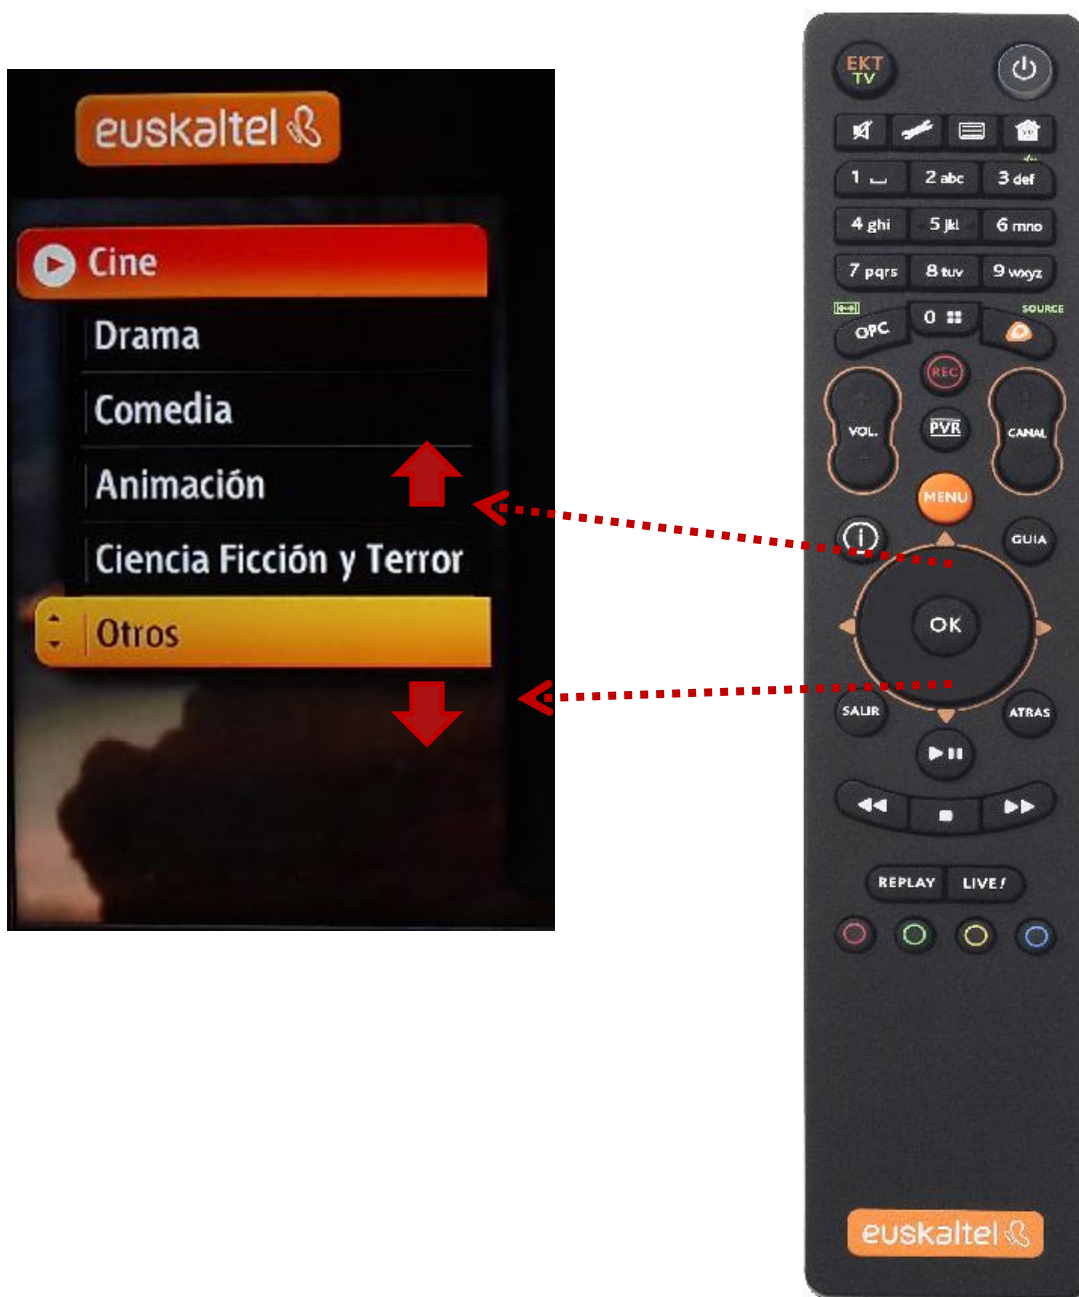 euskaltel
Cine
Drama
Comedia
Animación
Ciencia Ficción y Terror
Otros
EKT
TV
1 2 abc 3 def
4 ghi 5 jkl 6 mno
7 pqrs 8 tuv 9 wxyz
SOURCE
OPC 0
REC
VOL. PVR CANAL
MENU
GUIA
OK
SALIR ATRAS
REPLAY LIVE!
euskaltel